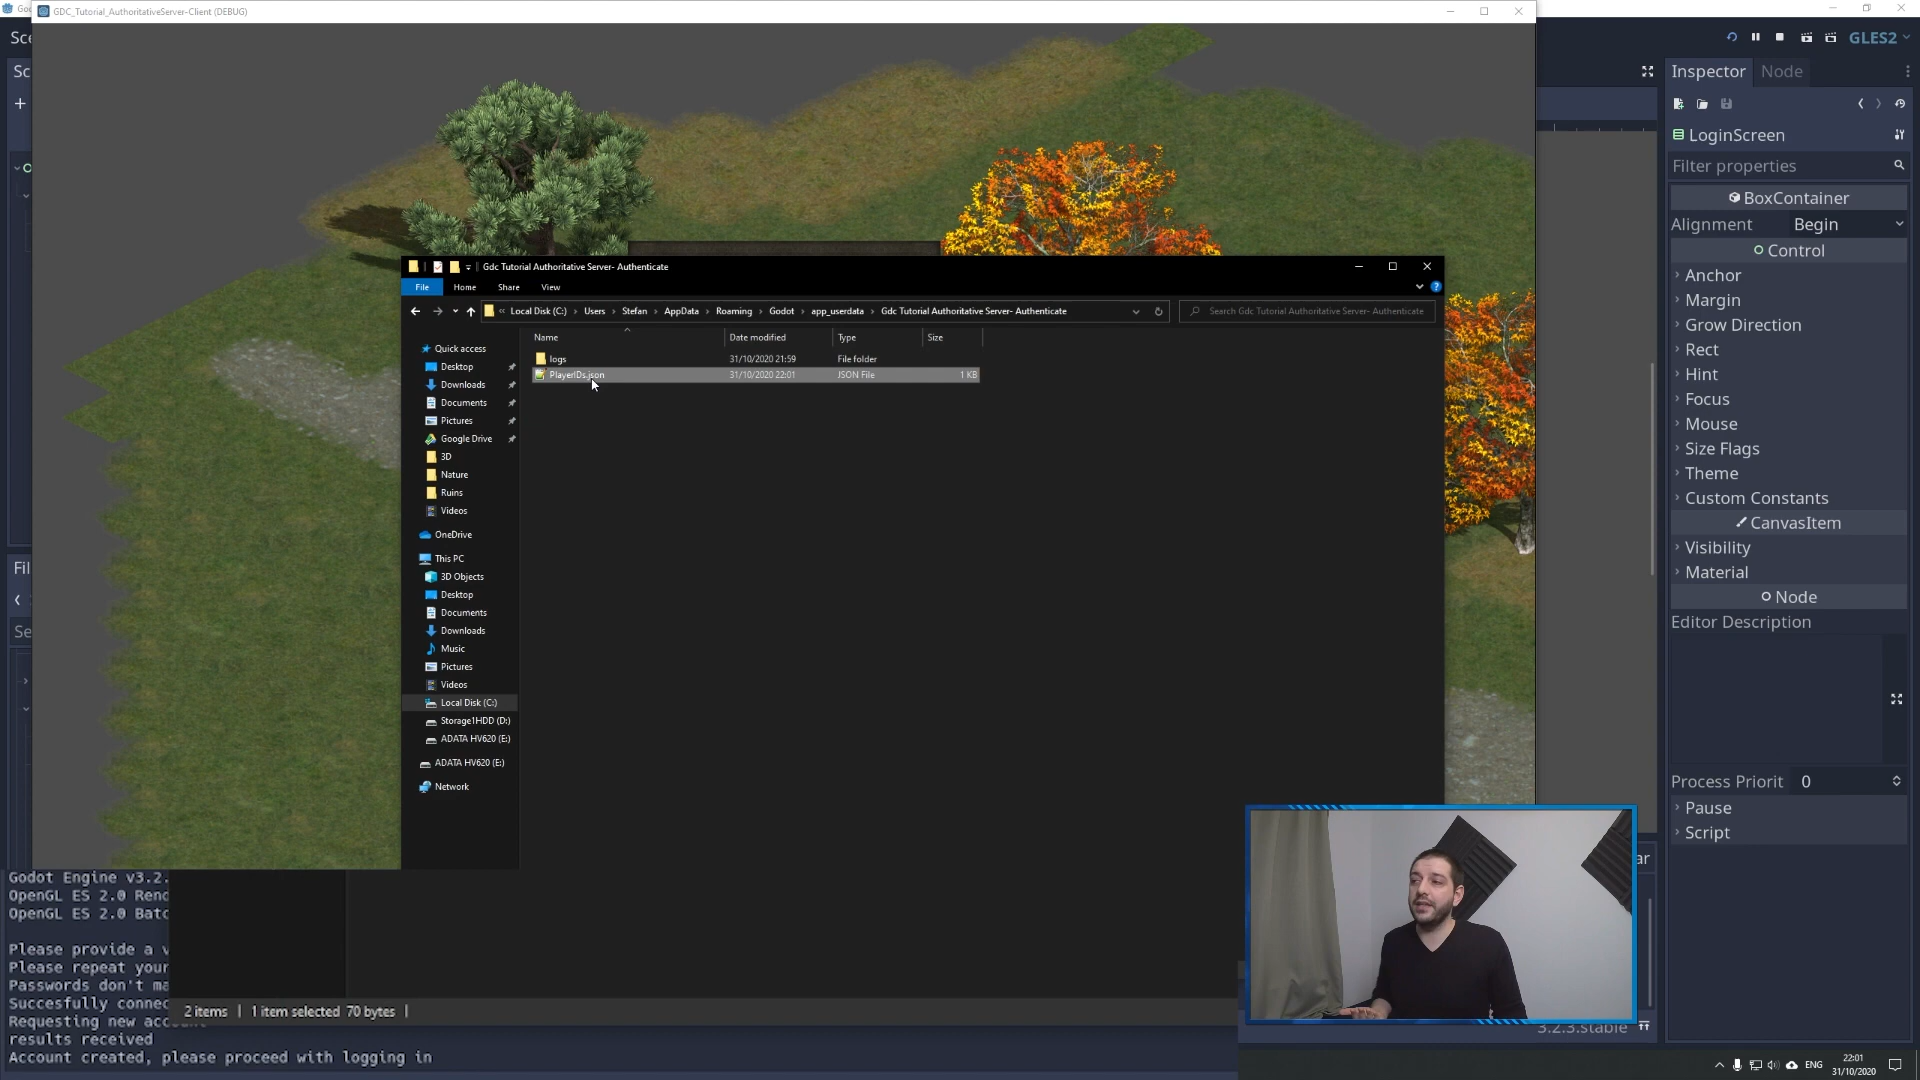 Go
GDC_Tutorial_AuthoritativeServer-Client (DEBUG)
Sce
GLES2
Sc
Inspector
Node
LoginScreen
Filter properties
BoxContainer
Alignment
Begin
Control
Anchor
Margin
Grow Direction
Rect
Hint
Focus
Mouse
Size Flags
Theme
Custom Constants
CanvasItem
Visibility
Material
Node
Editor Description
Process Priorit
0
Pause
Script
Gdc Tutorial Authoritative Server- Authenticate
File
Home
Share
View
« Local Disk (C:) › Users › Stefan › AppData › Roaming › Godot › app_userdata › Gdc Tutorial Authoritative Server- Authenticate
Search Gdc Tutorial Authoritative Server- Authenticate
Name
Date modified
Type
Size
logs
31/10/2020 21:59
File folder
PlayerIDs.json
31/10/2020 22:01
JSON File
1 KB
Quick access
Desktop
Downloads
Documents
Pictures
Google Drive
3D
Nature
Ruins
Videos
OneDrive
This PC
3D Objects
Desktop
Documents
Downloads
Music
Pictures
Videos
Local Disk (C:)
Storage1HDD (D:)
ADATA HV620 (E:)
ADATA HV620 (E:)
Network
Fil
Se
ar
Godot Engine v3.2.
OpenGL ES 2.0 Rend
OpenGL ES 2.0 Batc
Please provide a v
Please repeat your
Passwords don't ma
Succesfully connec
Requesting new acc
results received
Account created, please proceed with logging in
2 items | 1 item selected 70 bytes |
3.2.3.stable
ENG
22:01
31/10/2020